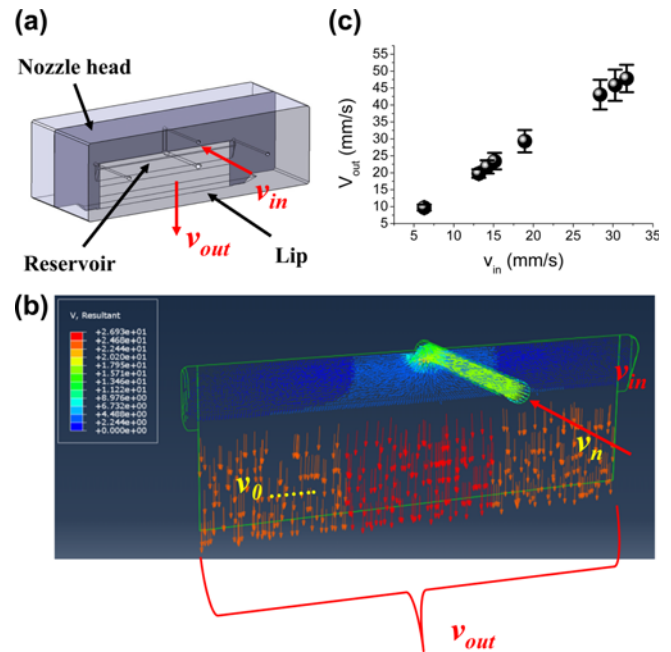 (a)
Nozzle head
v_in
v_out
Reservoir
Lip
(c)
V_out (mm/s)
55
50
45
40
35
30
25
20
15
10
5
5 10 15 20 25 30 35
v_in (mm/s)
(b)
V, Resultant
+2.693e+01
+2.468e+01
+2.244e+01
+2.020e+01
+1.795e+01
+1.571e+01
+1.346e+01
+1.122e+01
+8.976e+00
+6.732e+00
+4.488e+00
+2.244e+00
+0.000e+00
v_in
v_n
v_0 .......
v_out